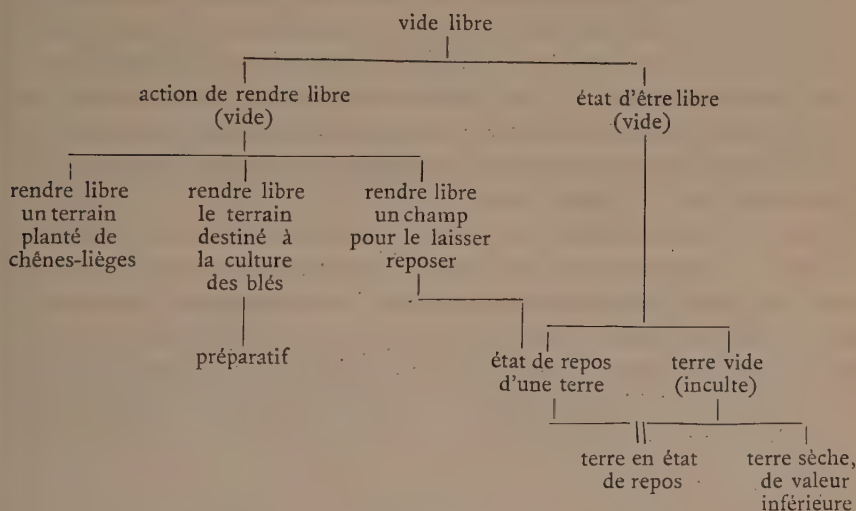 vide libre
action de rendre libre
(vide)
état d'être libre
(vide)
rendre libre
un terrain
planté de
chênes-lièges
rendre libre
le terrain
destiné à
la culture
des blés
rendre libre
un champ
pour le laisser
reposer
préparatif
état de repos
d'une terre
terre vide
(inculte)
terre en état
de repos
terre sèche,
de valeur
inférieure